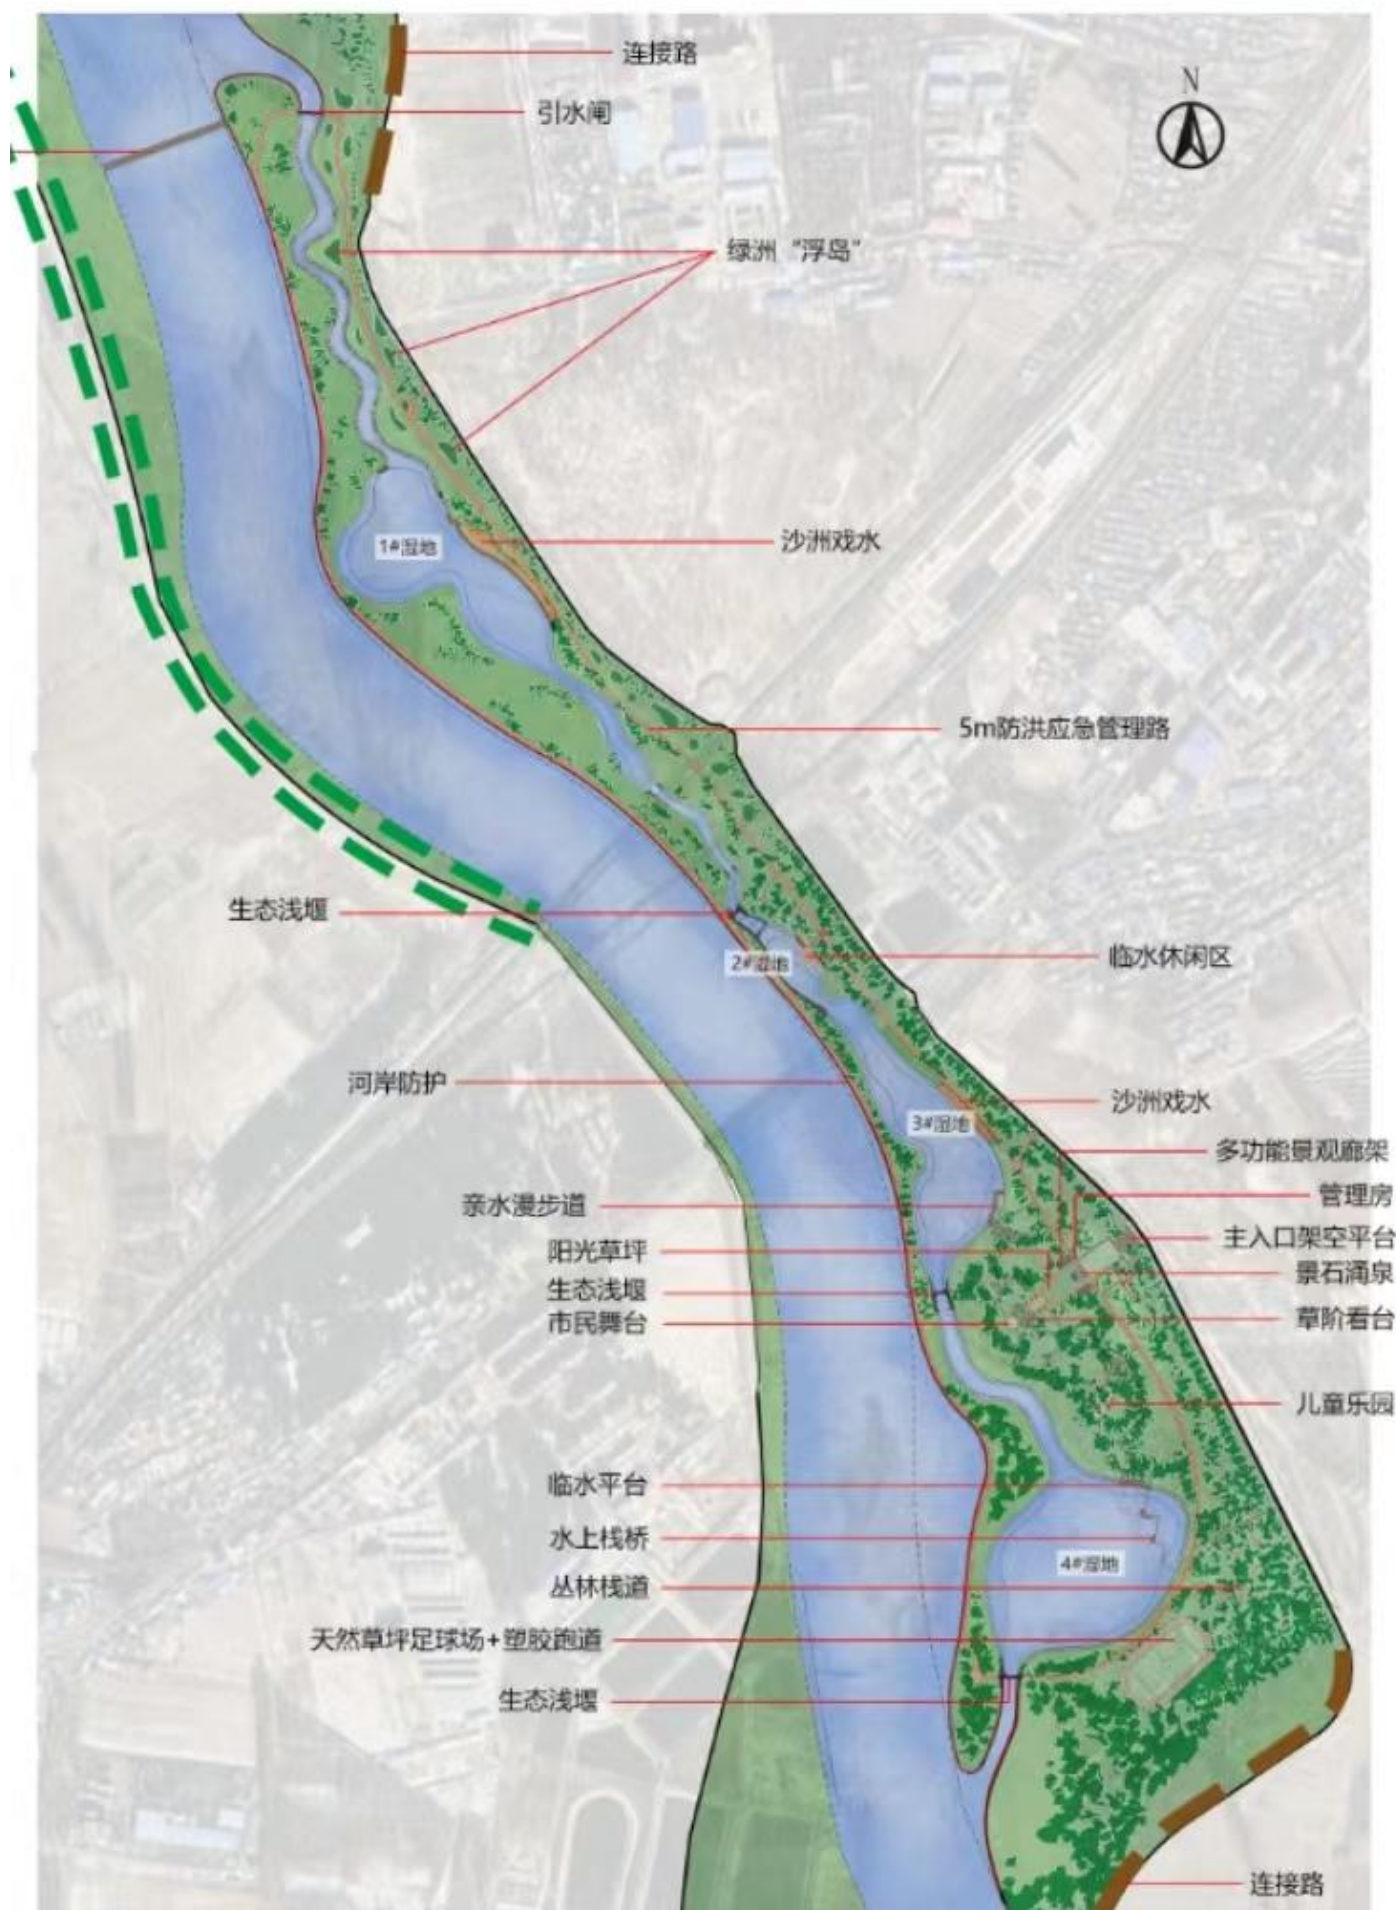 连接路
N
引水闸
绿洲“浮岛”
1#湿地
沙洲戏水
5m防洪应急管理路
生态浅堰
2#湿地
临水休闲区
河岸防护
沙洲戏水
3#湿地
多功能景观廊架
管理房
亲水漫步道
主入口架空平台
阳光草坪
景石涌泉
生态浅堰
草阶看台
市民舞台
儿童乐园
临水平台
水上栈桥
4#湿地
丛林栈道
天然草坪足球场+塑胶跑道
生态浅堰
连接路